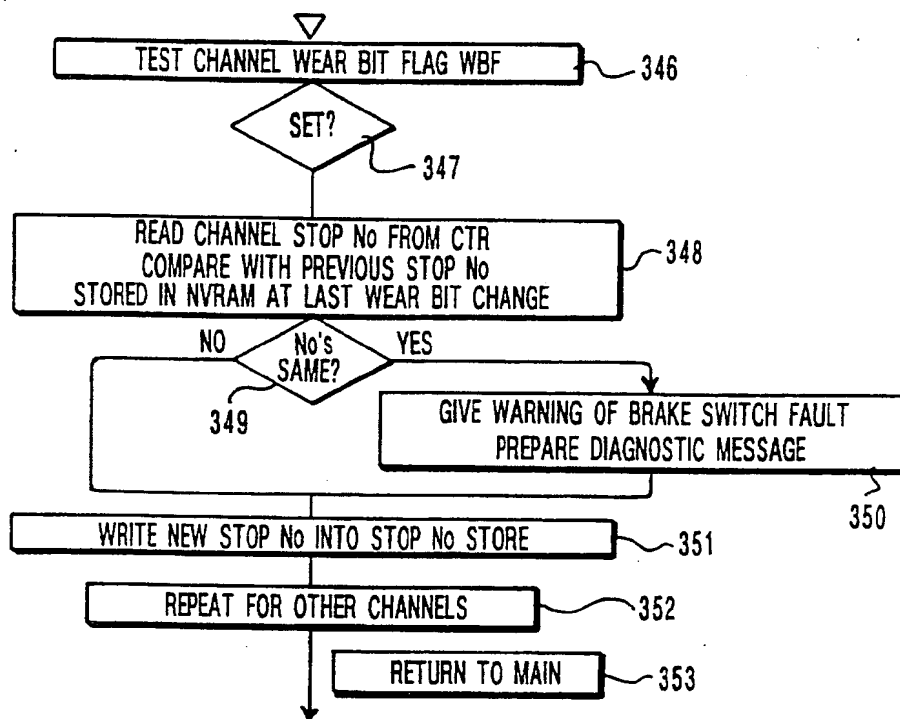 TEST CHANNEL WEAR BIT FLAG WBF
346
SET?
347
READ CHANNEL STOP No FROM CTR
COMPARE WITH PREVIOUS STOP No
STORED IN NVRAM AT LAST WEAR BIT CHANGE
348
NO
No's
SAME?
YES
349
GIVE WARNING OF BRAKE SWITCH FAULT
PREPARE DIAGNOSTIC MESSAGE
350
WRITE NEW STOP No INTO STOP No STORE
351
REPEAT FOR OTHER CHANNELS
352
RETURN TO MAIN
353